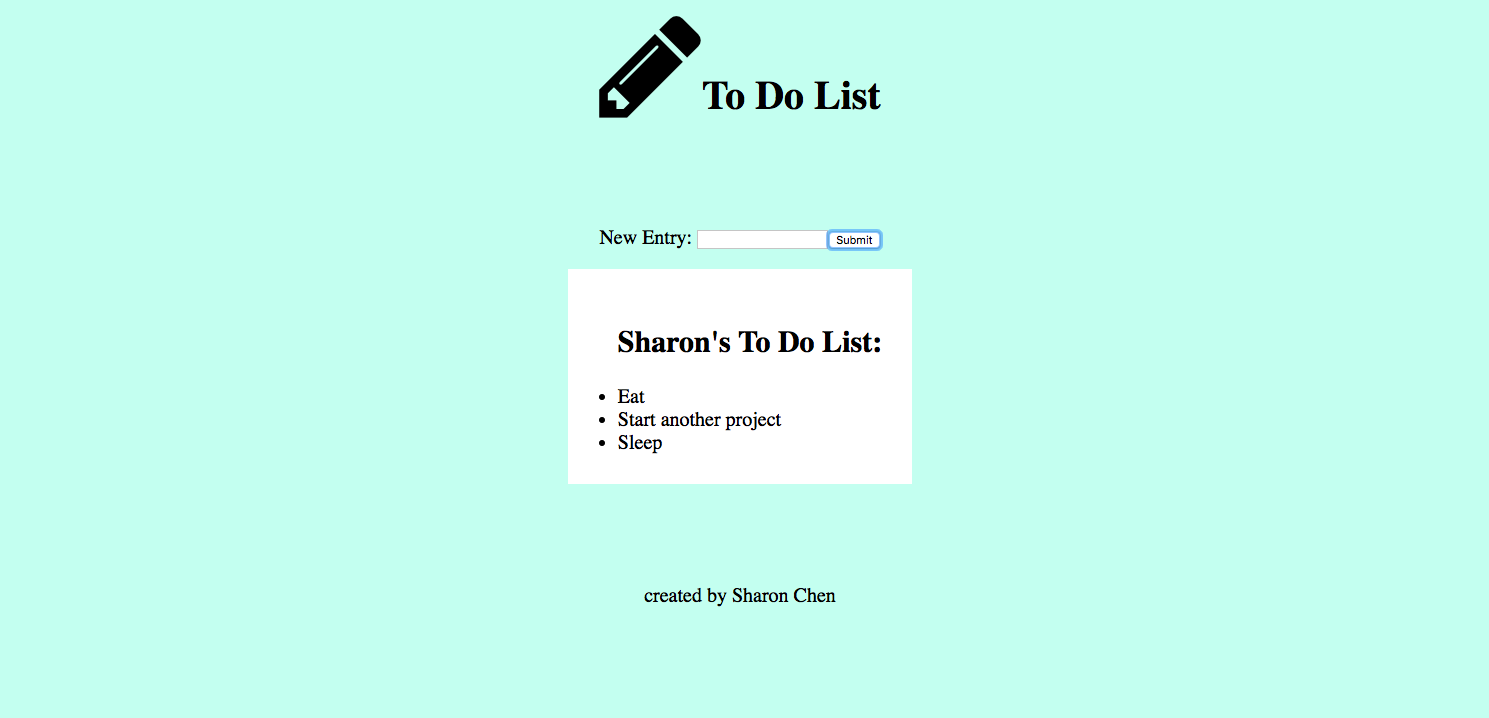 To Do List
New Entry: Submit
Sharon's To Do List:
• Eat
• Start another project
• Sleep
created by Sharon Chen